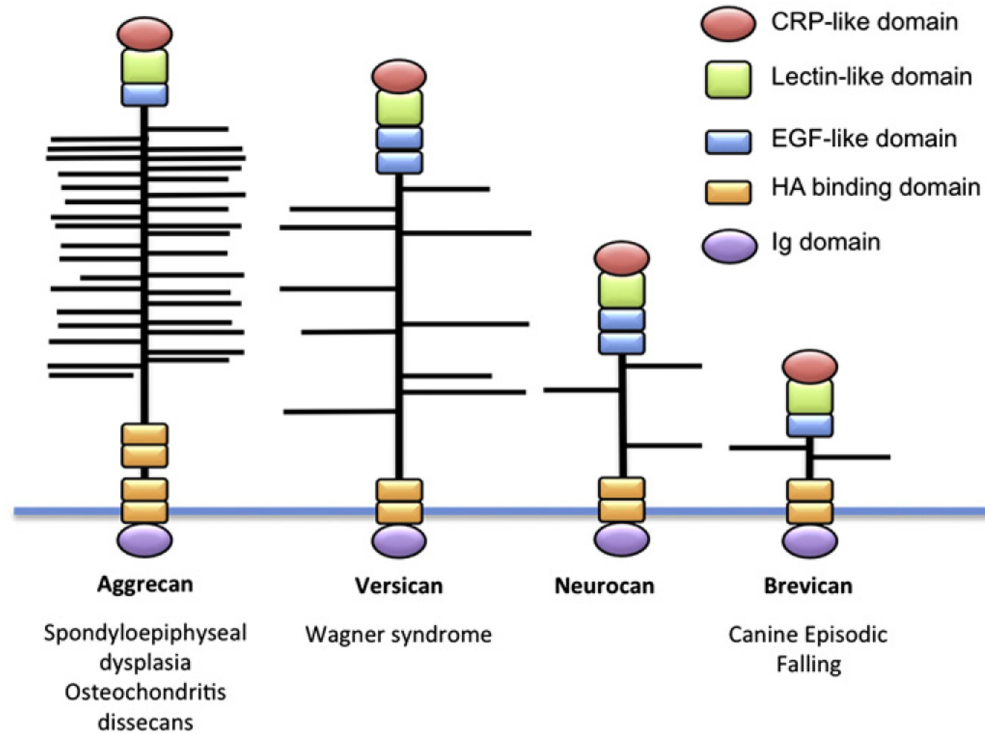 CRP-like domain
Lectin-like domain
EGF-like domain
HA binding domain
Ig domain
Aggrecan
Versican
Neurocan
Brevican
Spondyloepiphyseal
dysplasia
Osteochondritis
dissecans
Wagner syndrome
Canine Episodic
Falling